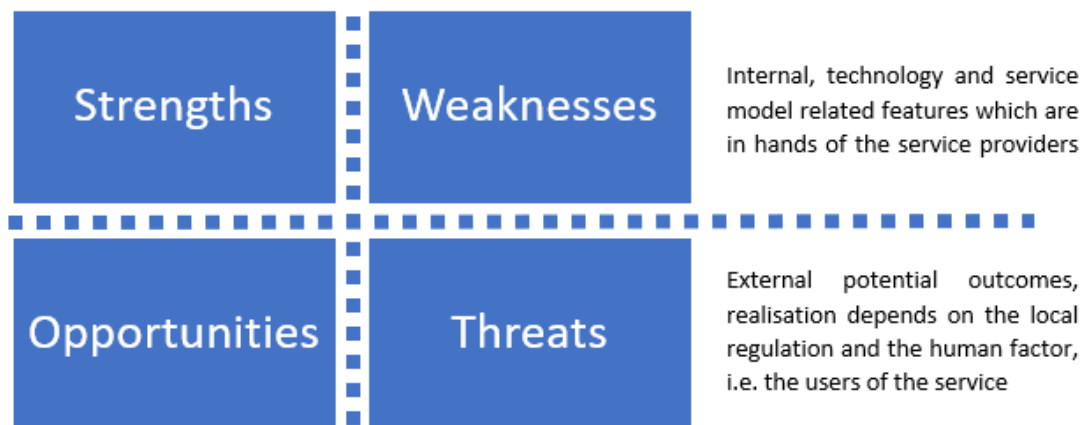 Strengths
Weaknesses
Internal, technology and service
model related features which are
in hands of the service providers
Opportunities
Threats
External potential outcomes,
realisation depends on the local
regulation and the human factor,
i.e. the users of the service